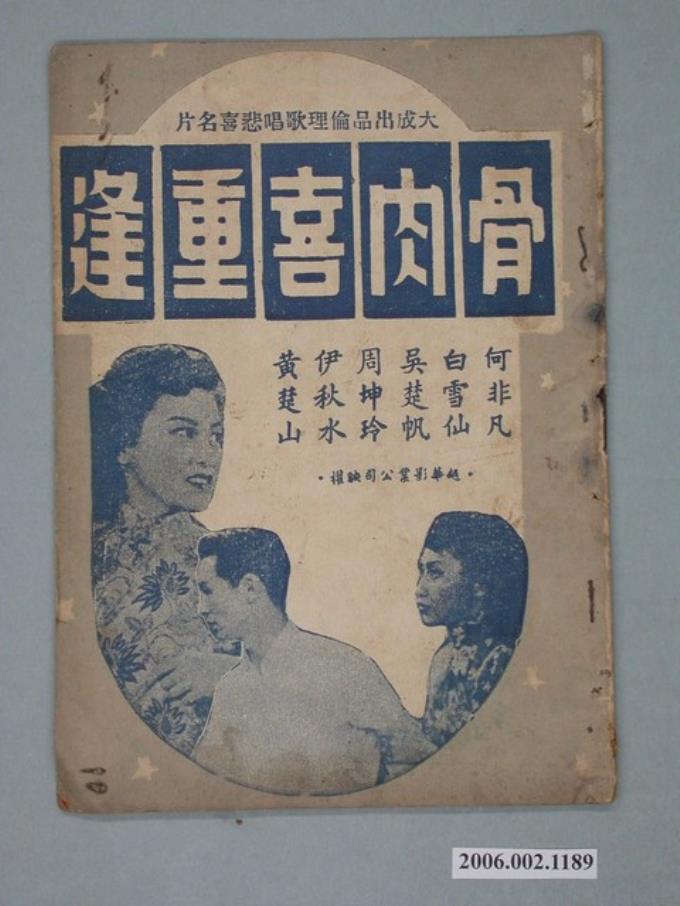 大成出品倫理歌唱悲喜名片
骨肉喜重逢
何非凡
白雪仙
吳楚帆
周坤玲
伊秋水
黃楚山
·越華影業公司映權·
2006.002.1189